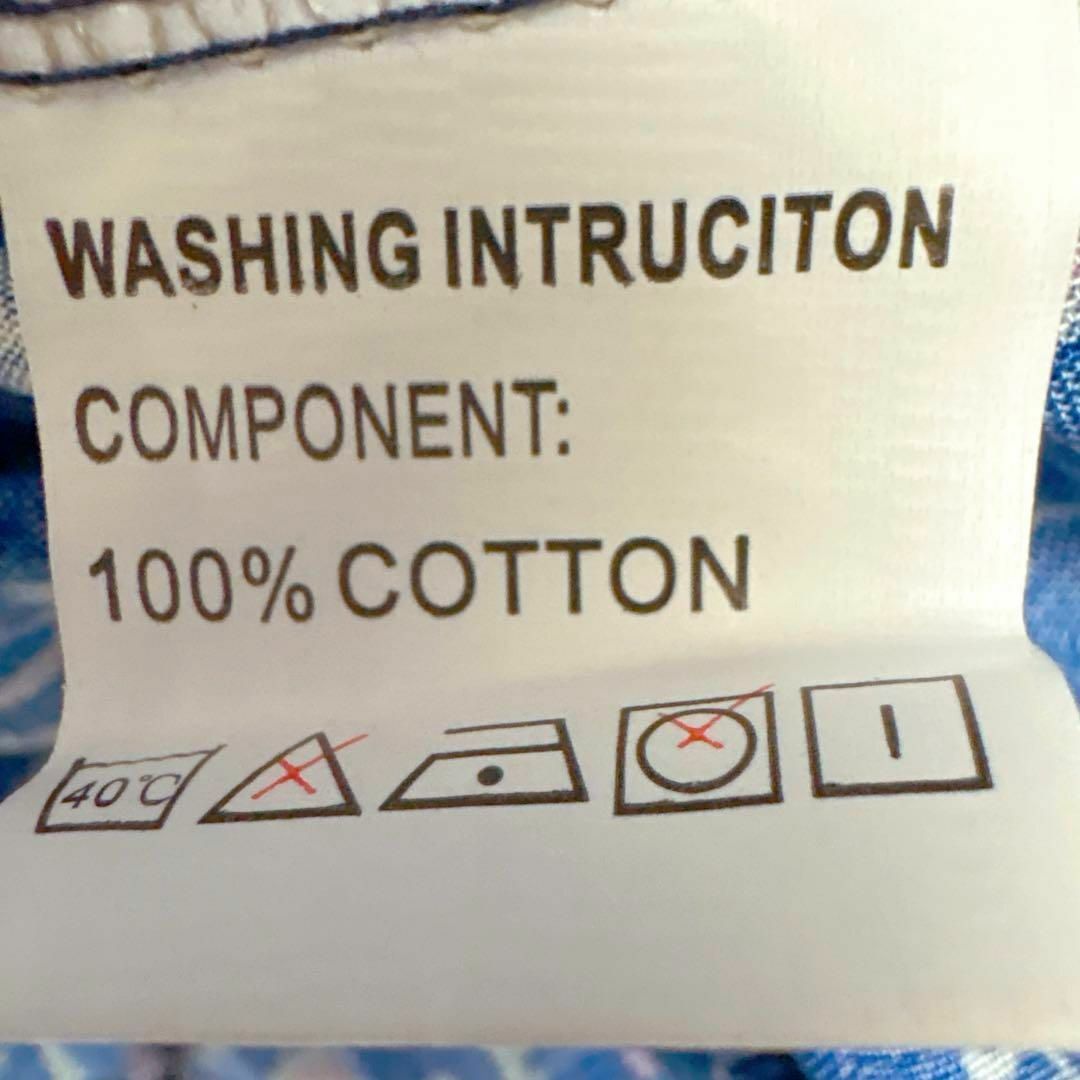 WASHING INTRUCITON
COMPONENT:
100% COTTON
40°C